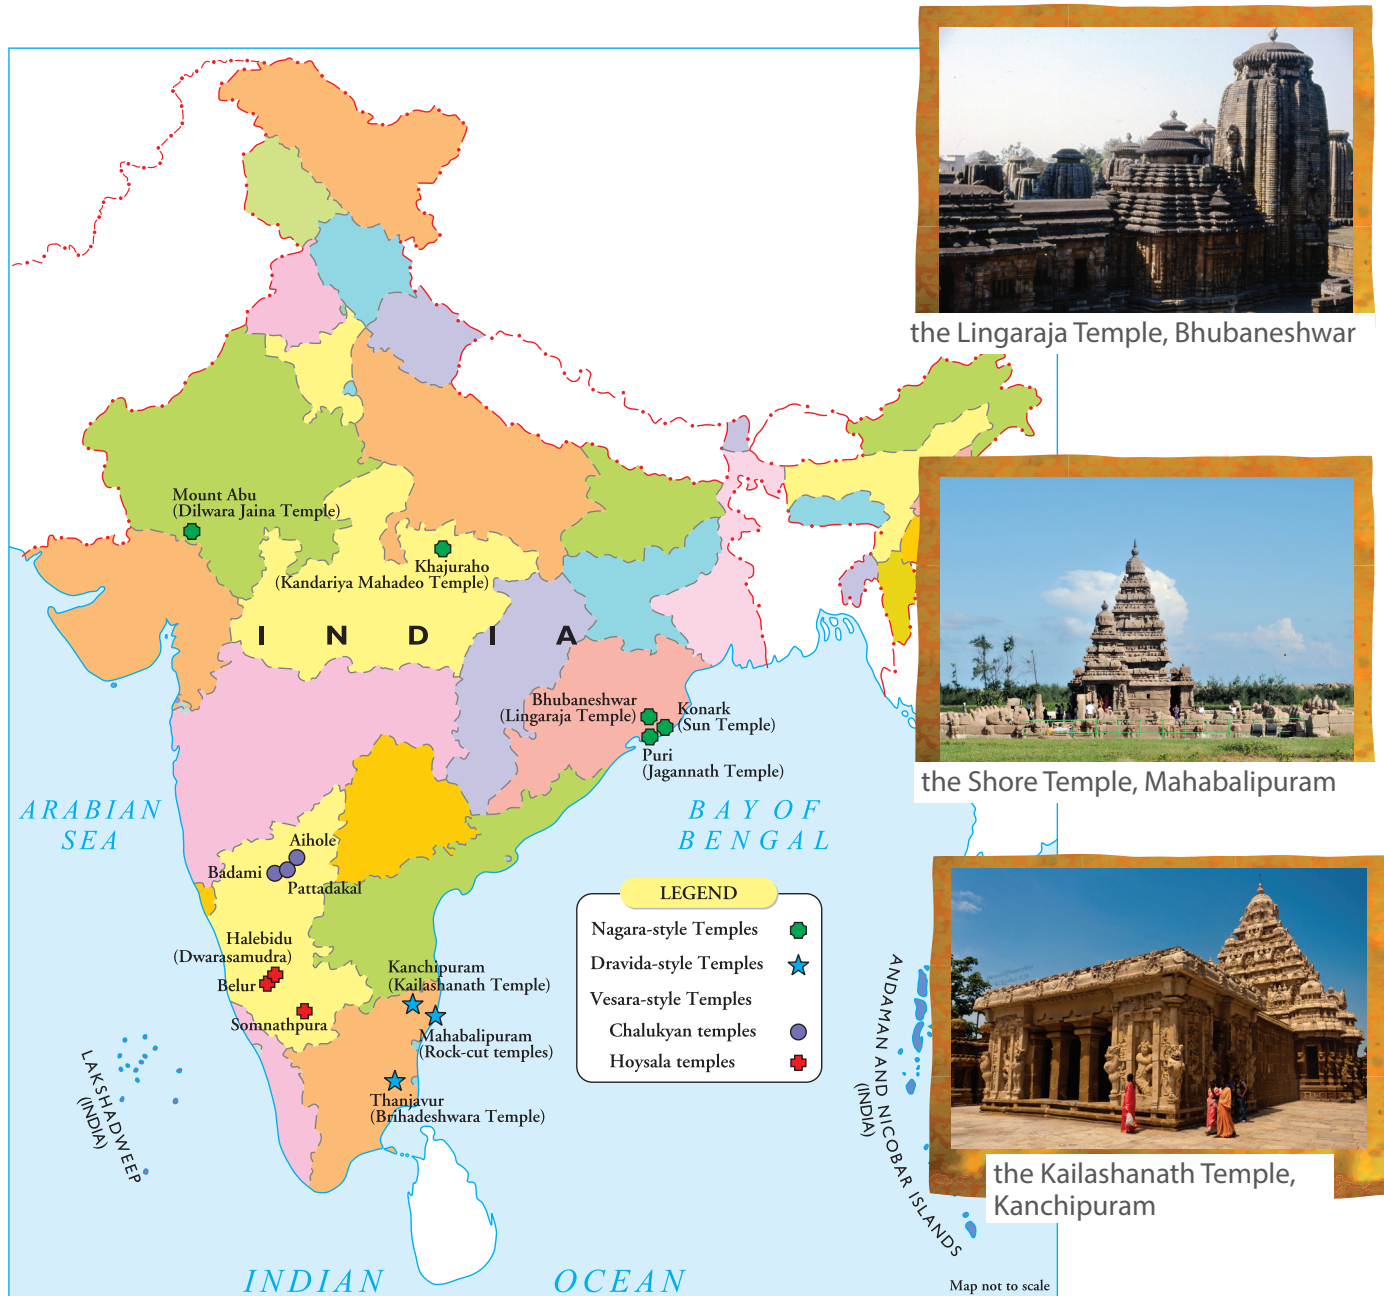 the Lingaraja Temple, Bhubaneshwar
Mount Abu
(Dilwara Jaina Temple)
Khajuraho
(Kandariya Mahadeo Temple)
INDIA
Bhubaneshwar
(Lingaraja Temple)
Konark
(Sun Temple)
Puri
(Jagannath Temple)
the Shore Temple, Mahabalipuram
ARABIAN
SEA
BAY OF
BENGAL
Aihole
Badami
Pattadakal
LEGEND
Nagara-style Temples
Dravida-style Temples
Vesara-style Temples
Chalukyan temples
Hoysala temples
Halebidu
(Dwarasamudra)
Belur
Somnathpura
Kanchipuram
(Kailashanath Temple)
Mahabalipuram
(Rock-cut temples)
Thanjavur
(Brihadeshwara Temple)
LAKSHADWEEP
(INDIA)
ANDAMAN AND NICOBAR ISLANDS
(INDIA)
the Kailashanath Temple,
Kanchipuram
INDIAN OCEAN
Map not to scale